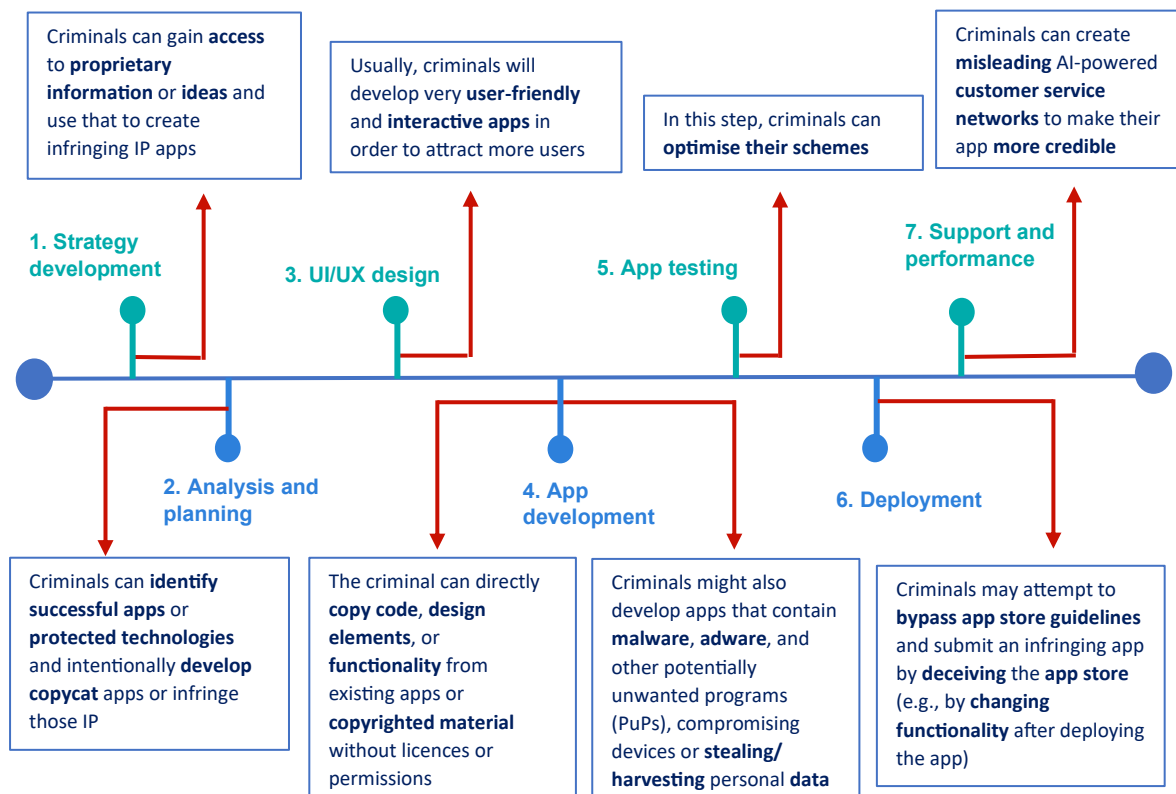 Criminals can gain access
to proprietary
information or ideas and
use that to create
infringing IP apps
Usually, criminals will
develop very user-friendly
and interactive apps in
order to attract more users
In this step, criminals can
optimise their schemes
Criminals can create
misleading AI-powered
customer service
networks to make their
app more credible
1. Strategy
development
3. UI/UX design
5. App testing
7. Support and
performance
2. Analysis and
planning
4. App
development
6. Deployment
Criminals can identify
successful apps or
protected technologies
and intentionally develop
copycat apps or infringe
those IP
The criminal can directly
copy code, design
elements, or
functionality from
existing apps or
copyrighted material
without licences or
permissions
Criminals might also
develop apps that contain
malware, adware, and
other potentially
unwanted programs
(PuPs), compromising
devices or stealing/
harvesting personal data
Criminals may attempt to
bypass app store guidelines
and submit an infringing app
by deceiving the app store
(e.g., by changing
functionality after deploying
the app)